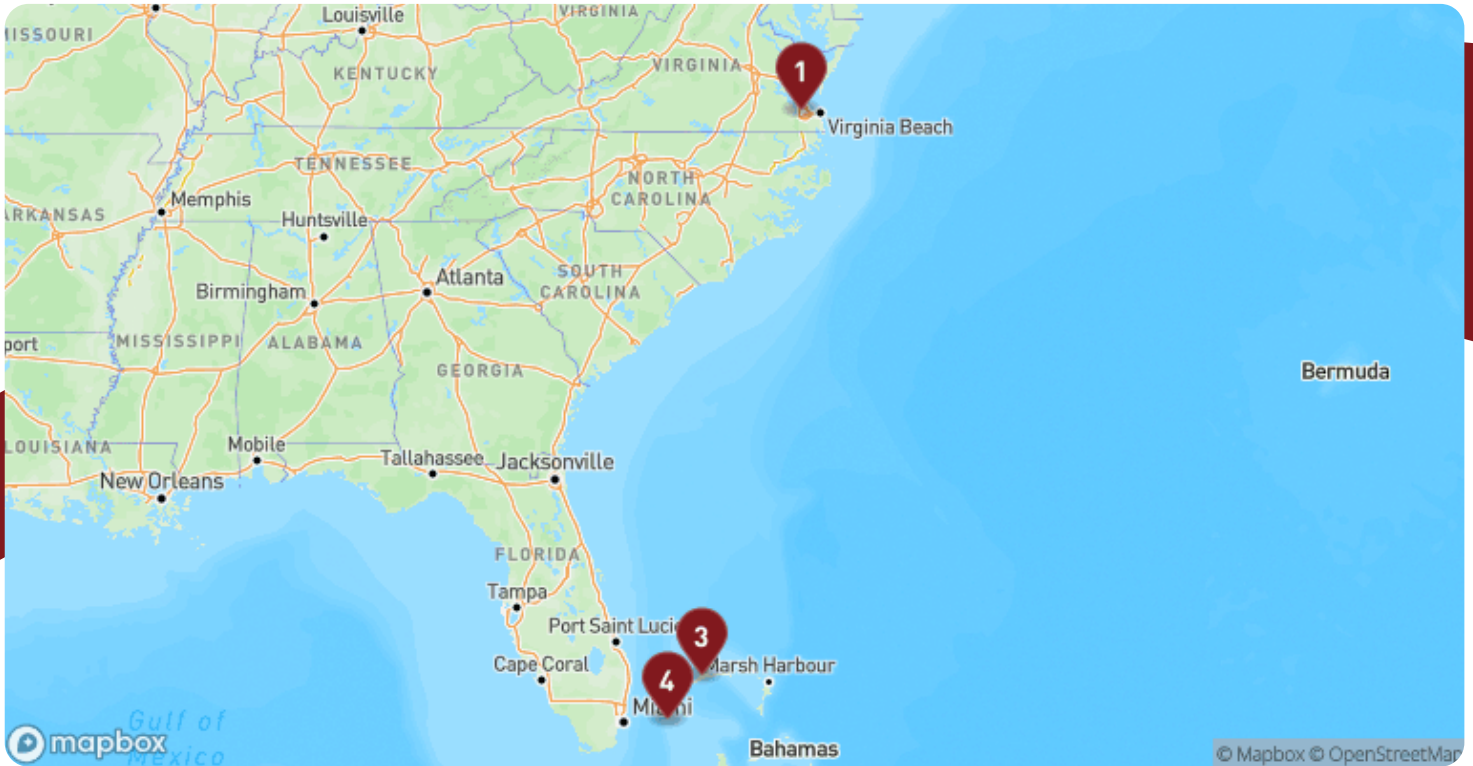 Louisville
VIRGINIA
MISSOURI
KENTUCKY
VIRGINIA
1
Virginia Beach
TENNESSEE
NORTH
CAROLINA
Memphis
ARKANSAS
Huntsville
Atlanta
SOUTH
CAROLINA
Birmingham
port
MISSISSIPPI
ALABAMA
GEORGIA
Bermuda
LOUISIANA
Mobile
Tallahassee
Jacksonville
New Orleans
FLORIDA
Tampa
Port Saint Lucie
3
Cape Coral
Marsh Harbour
4
Miami
Gulf of
Mexico
mapbox
Bahamas
© Mapbox © OpenStreetMap